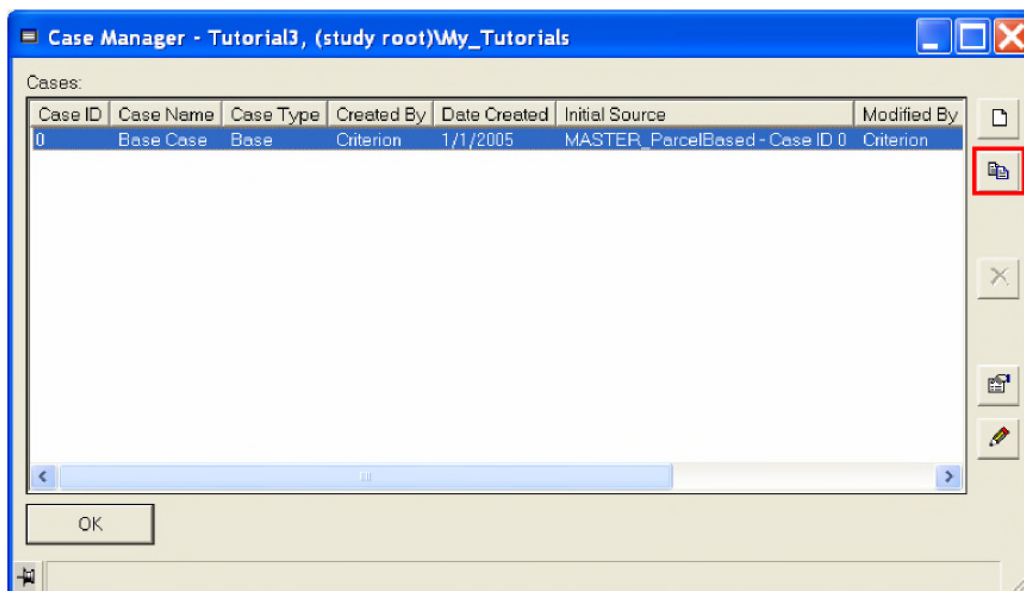 Case Manager - Tutorial3, (study root)\My_Tutorials
Cases:
Case ID Case Name Case Type Created By Date Created Initial Source Modified By
0 Base Case Base Criterion 1/1/2005 MASTER_ParcelBased - Case ID 0 Criterion
OK